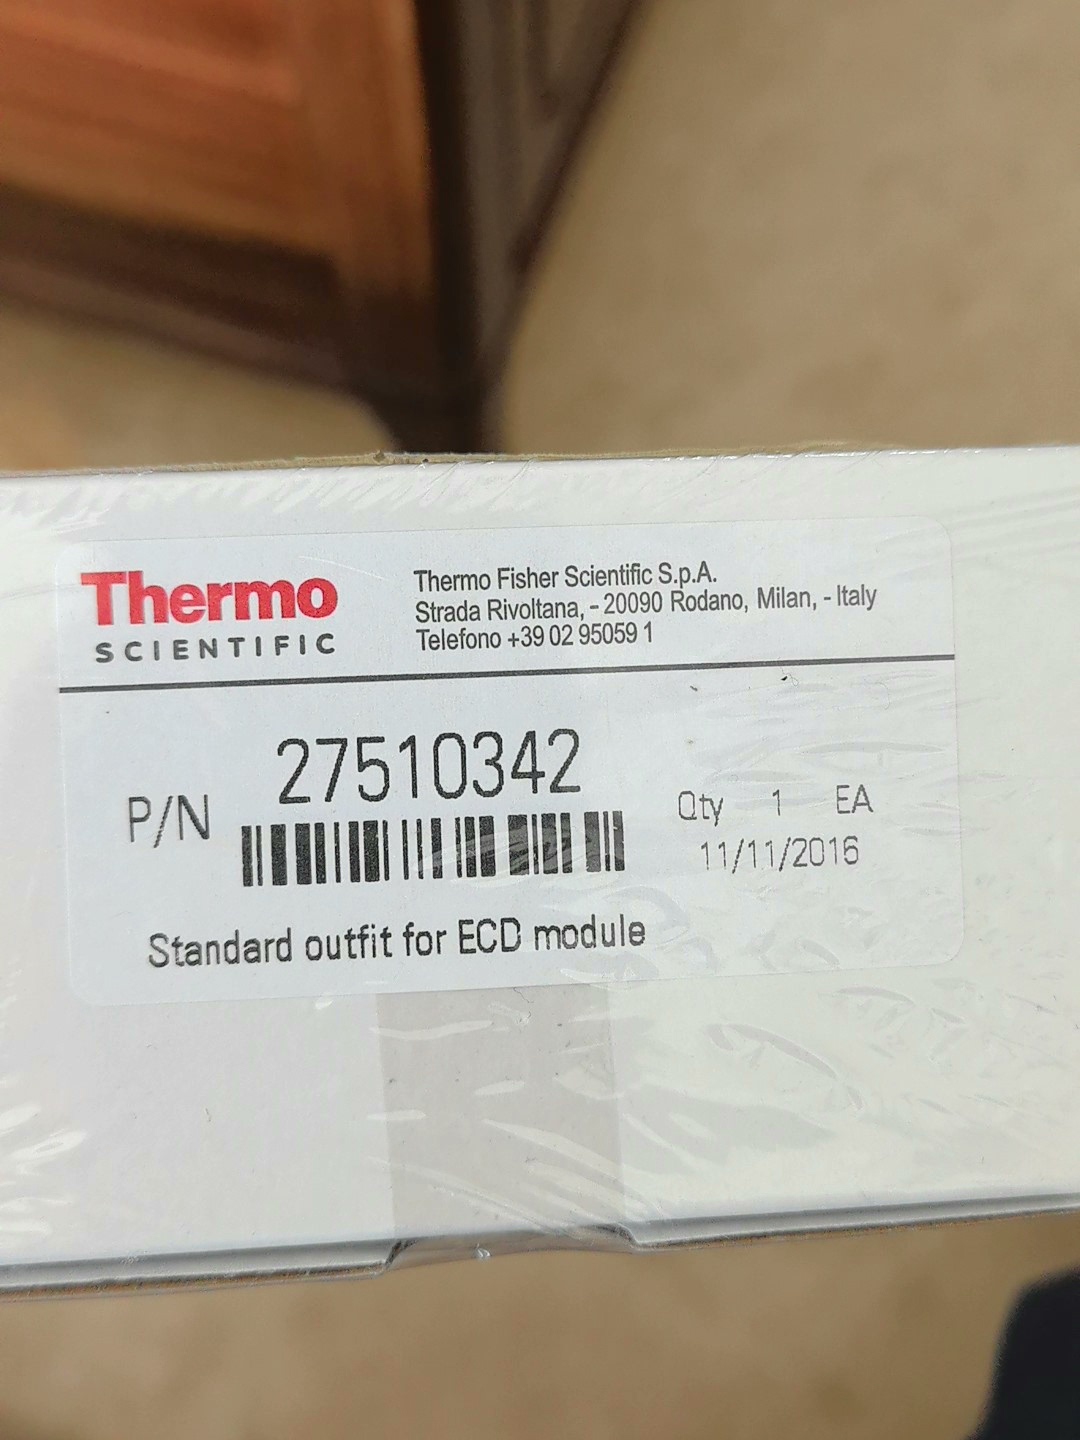 Thermo
SCIENTIFIC
Thermo Fisher Scientific S.p.A.
Strada Rivoltana, - 20090 Rodano, Milan, - Italy
Telefono +39 02 95059 1
P/N 27510342
Qty 1 EA
11/11/2016
Standard outfit for ECD module